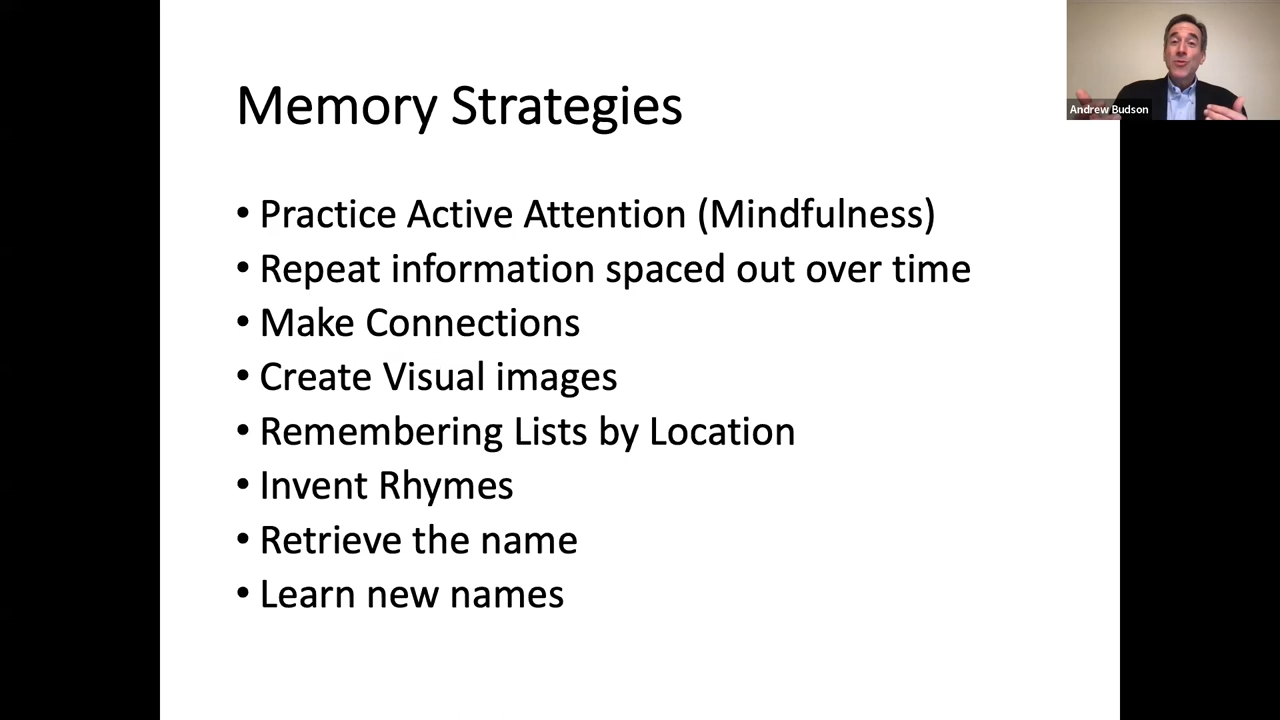 Memory Strategies
• Practice Active Attention (Mindfulness)
• Repeat information spaced out over time
• Make Connections
• Create Visual images
• Remembering Lists by Location
• Invent Rhymes
• Retrieve the name
• Learn new names
Andrew Budson